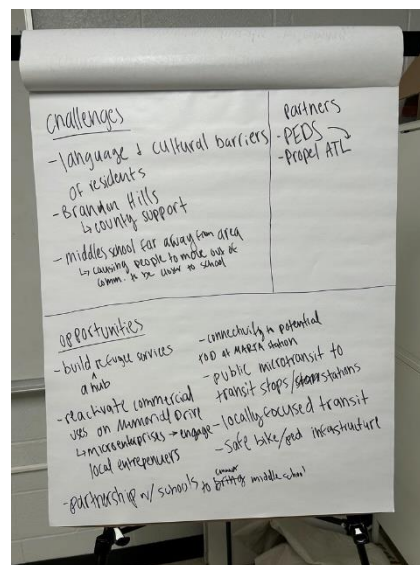 Challenges
- language & cultural barriers
of residents
- Brandon Hills
↳ county support
- middle school far away from area
↳ causing people to move out of
comm. to be closer to school
Partners
- PEDS
- Propel ATL
Opportunities
- build refugee services
^
a hub
- reactivate commercial
uses on Memorial Drive
↳ microenterprises → engage
local entrepeneurs
- partnership w/ schools to connect middle school
- connectivity to potential
TOD at MARTA station
- public microtransit to
transit stops/stations
- locally focused transit
- safe bike/ped infrastructure